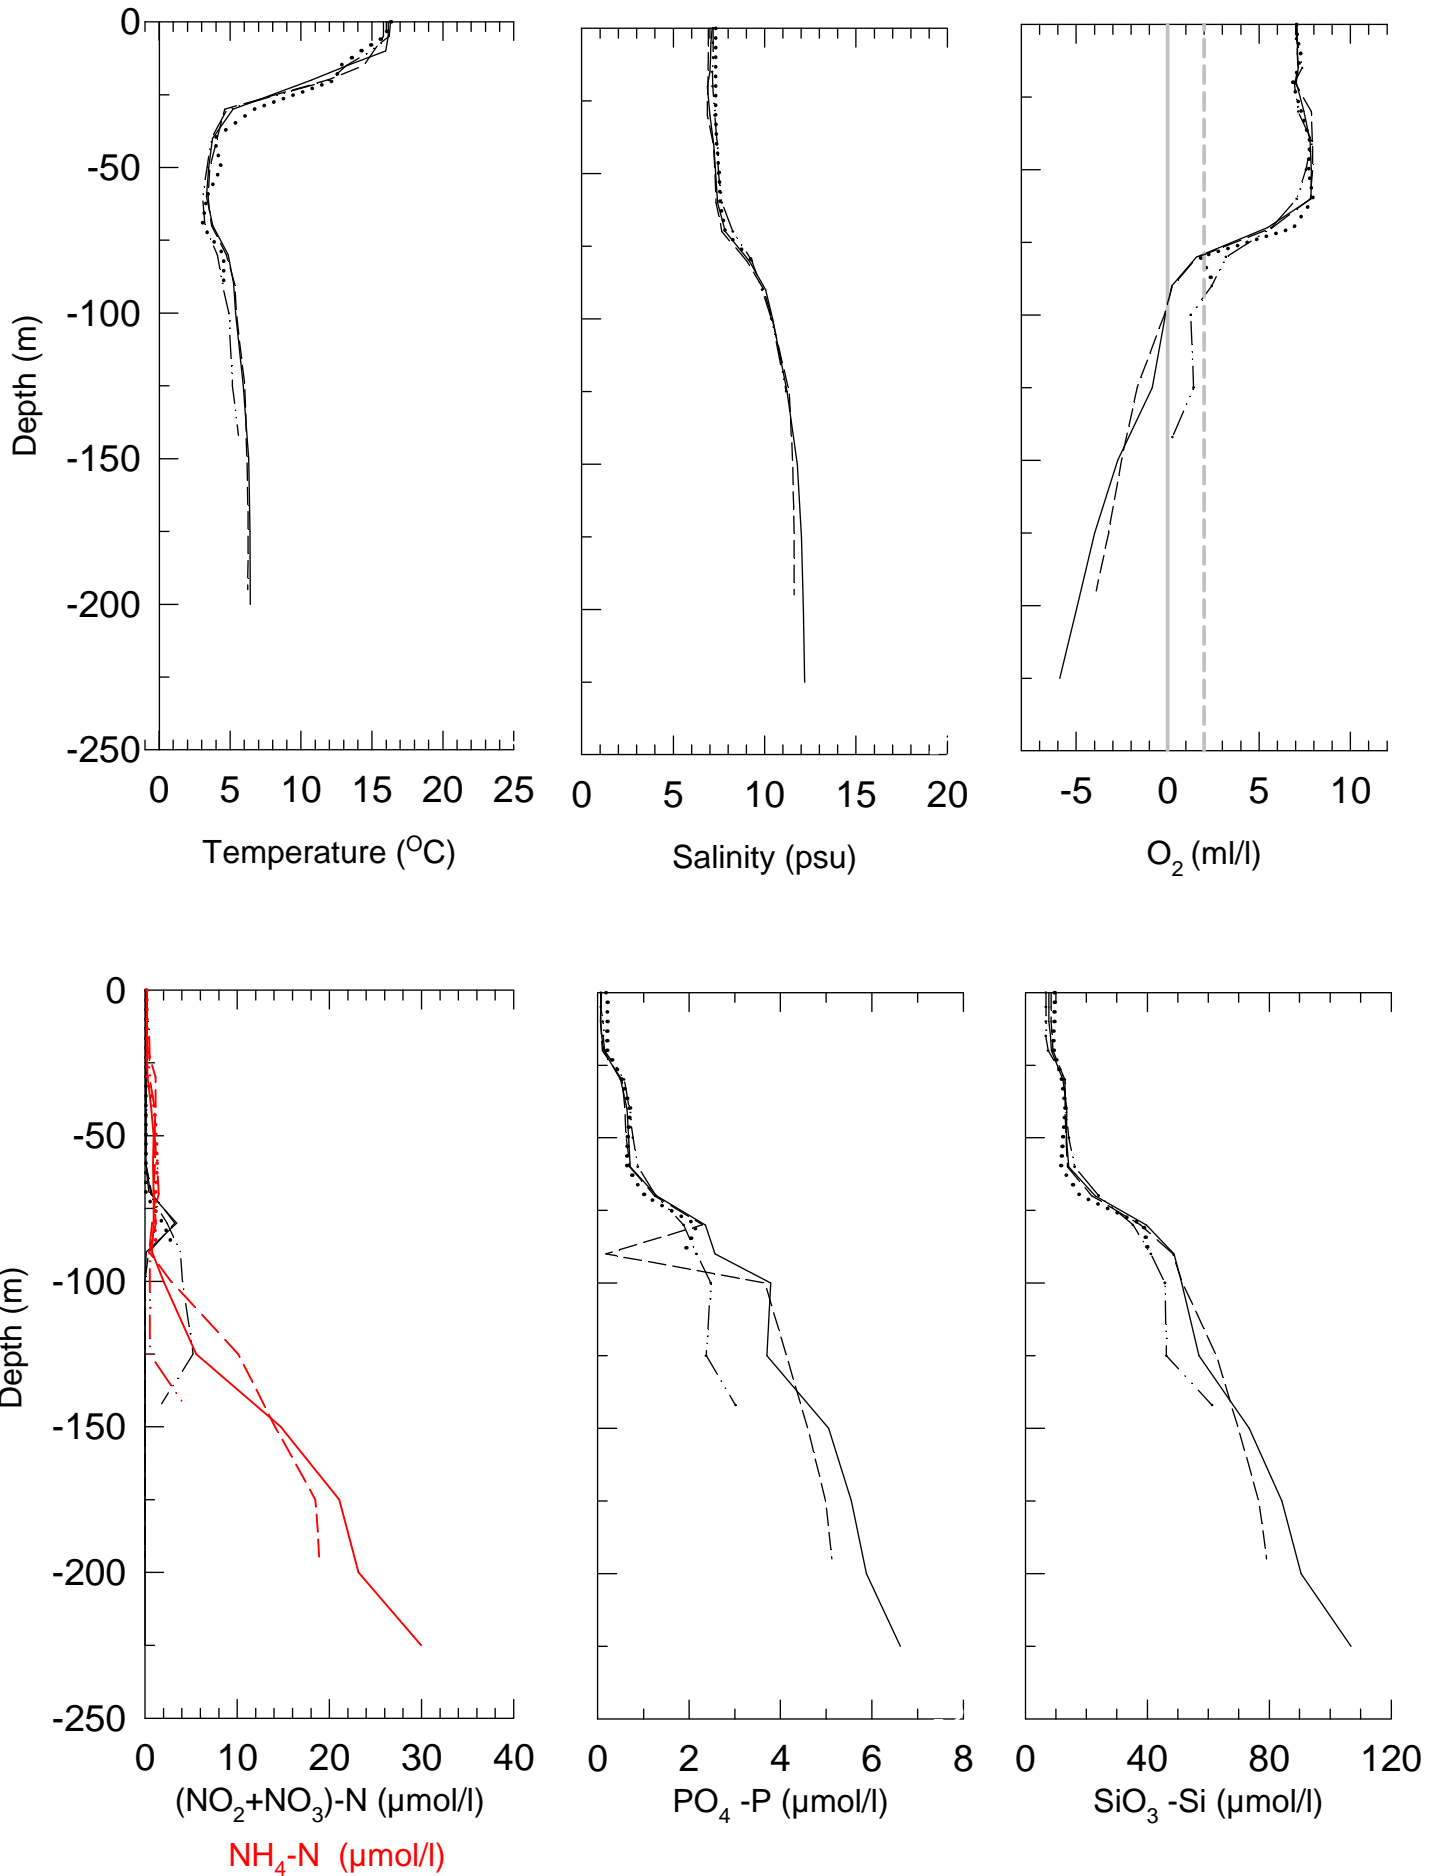 0
-50
-100
-150
-200
-250
Depth (m)
0 5 10 15 20 25
Temperature (OC)
0 5 10 15 20
Salinity (psu)
-5 0 5 10
O2 (ml/l)
0
-50
-100
-150
-200
-250
Depth (m)
0 10 20 30 40
(NO2+NO3)-N (µmol/l)
NH4-N (µmol/l)
0 2 4 6 8
PO4 -P (µmol/l)
0 40 80 120
SiO3 -Si (µmol/l)